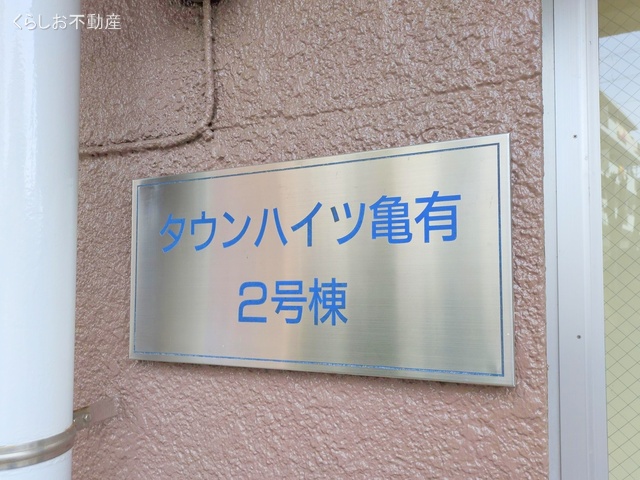 くらしお不動産
タウンハイツ亀有
2号棟